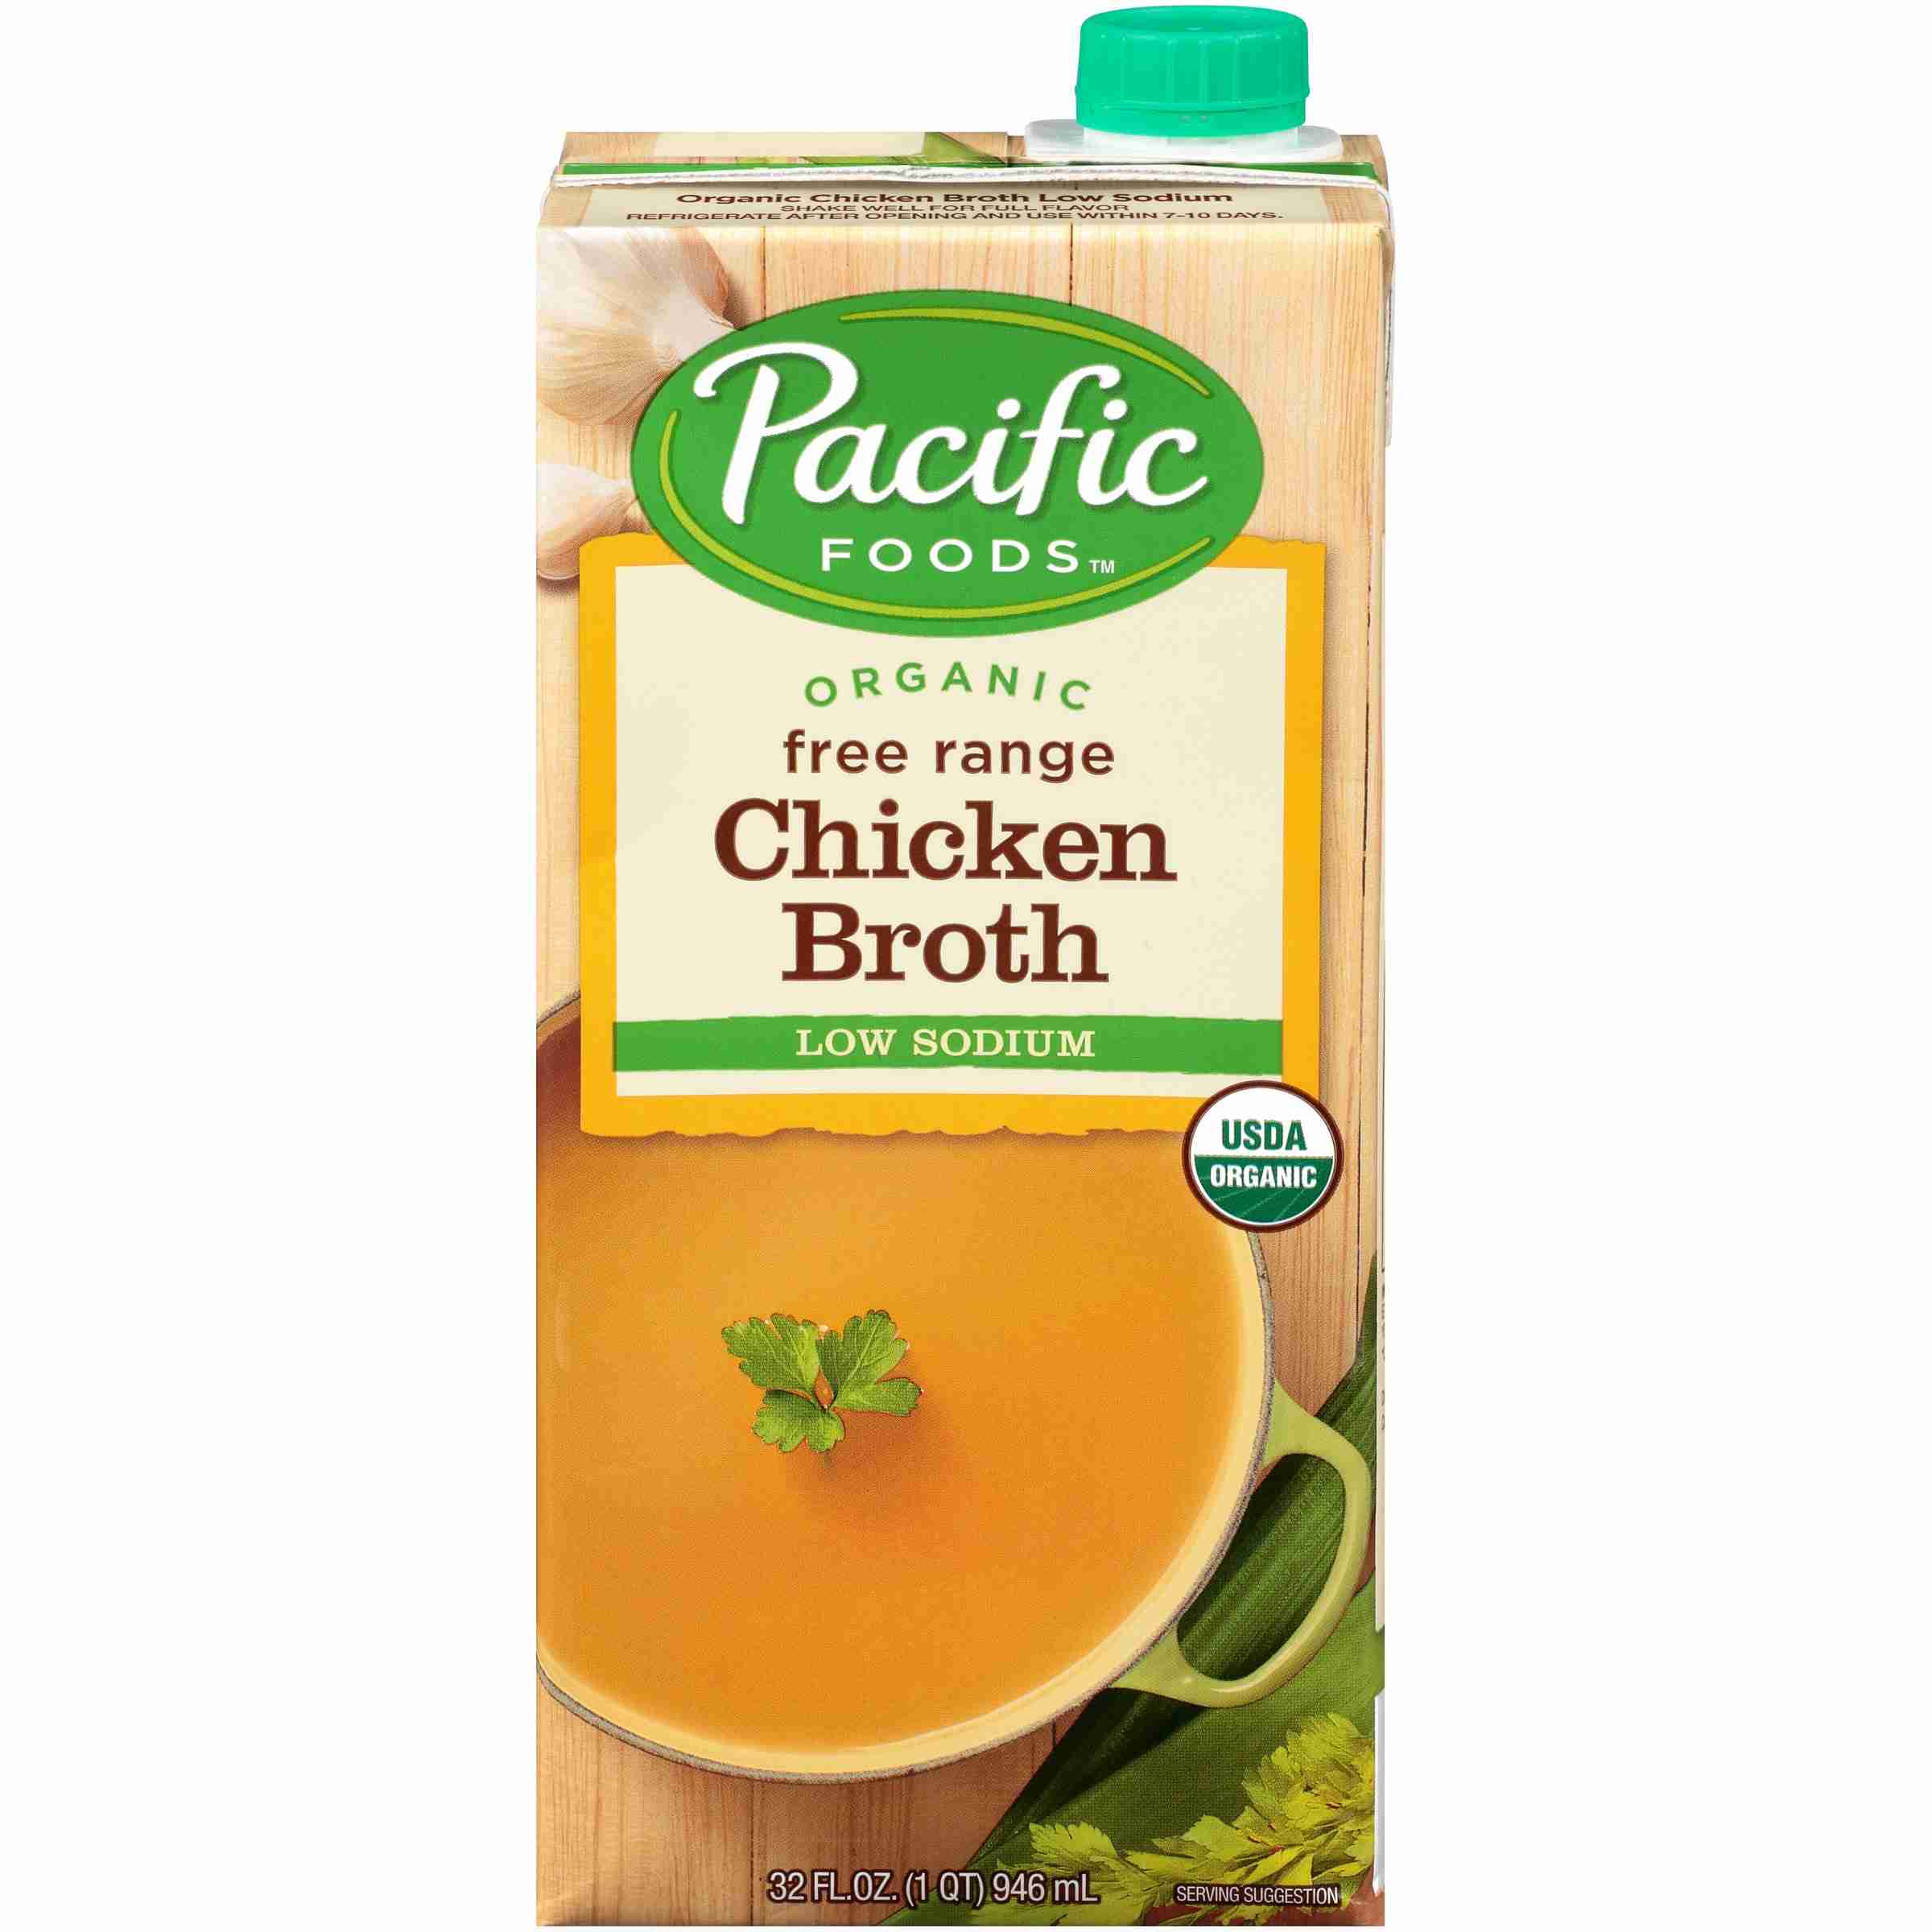 Organic Chicken Broth Low Sodium
SHAKE WELL FOR FULL FLAVOR
REFRIGERATE AFTER OPENING AND USE WITHIN 7-10 DAYS.
Pacific
FOODS™
ORGANIC
free range
Chicken
Broth
LOW SODIUM
USDA
ORGANIC
32 FL.OZ. (1 QT) 946 mL
SERVING SUGGESTION